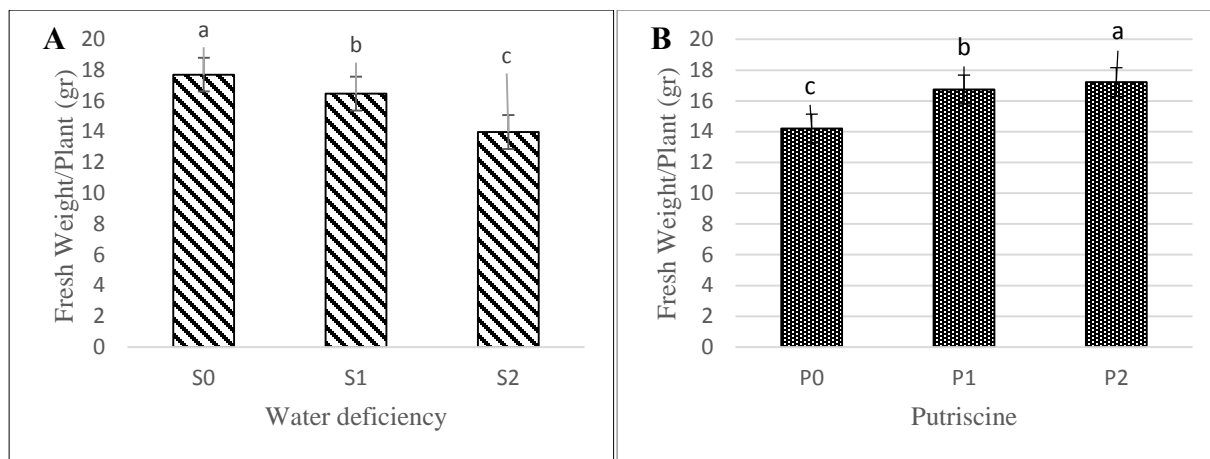 A
Fresh Weight/Plant (gr)
20
18
16
14
12
10
8
6
4
2
0
a
b
c
S0 S1 S2
Water deficiency
B
Fresh Weight/Plant (gr)
20
18
16
14
12
10
8
6
4
2
0
c
b
a
P0 P1 P2
Putriscine